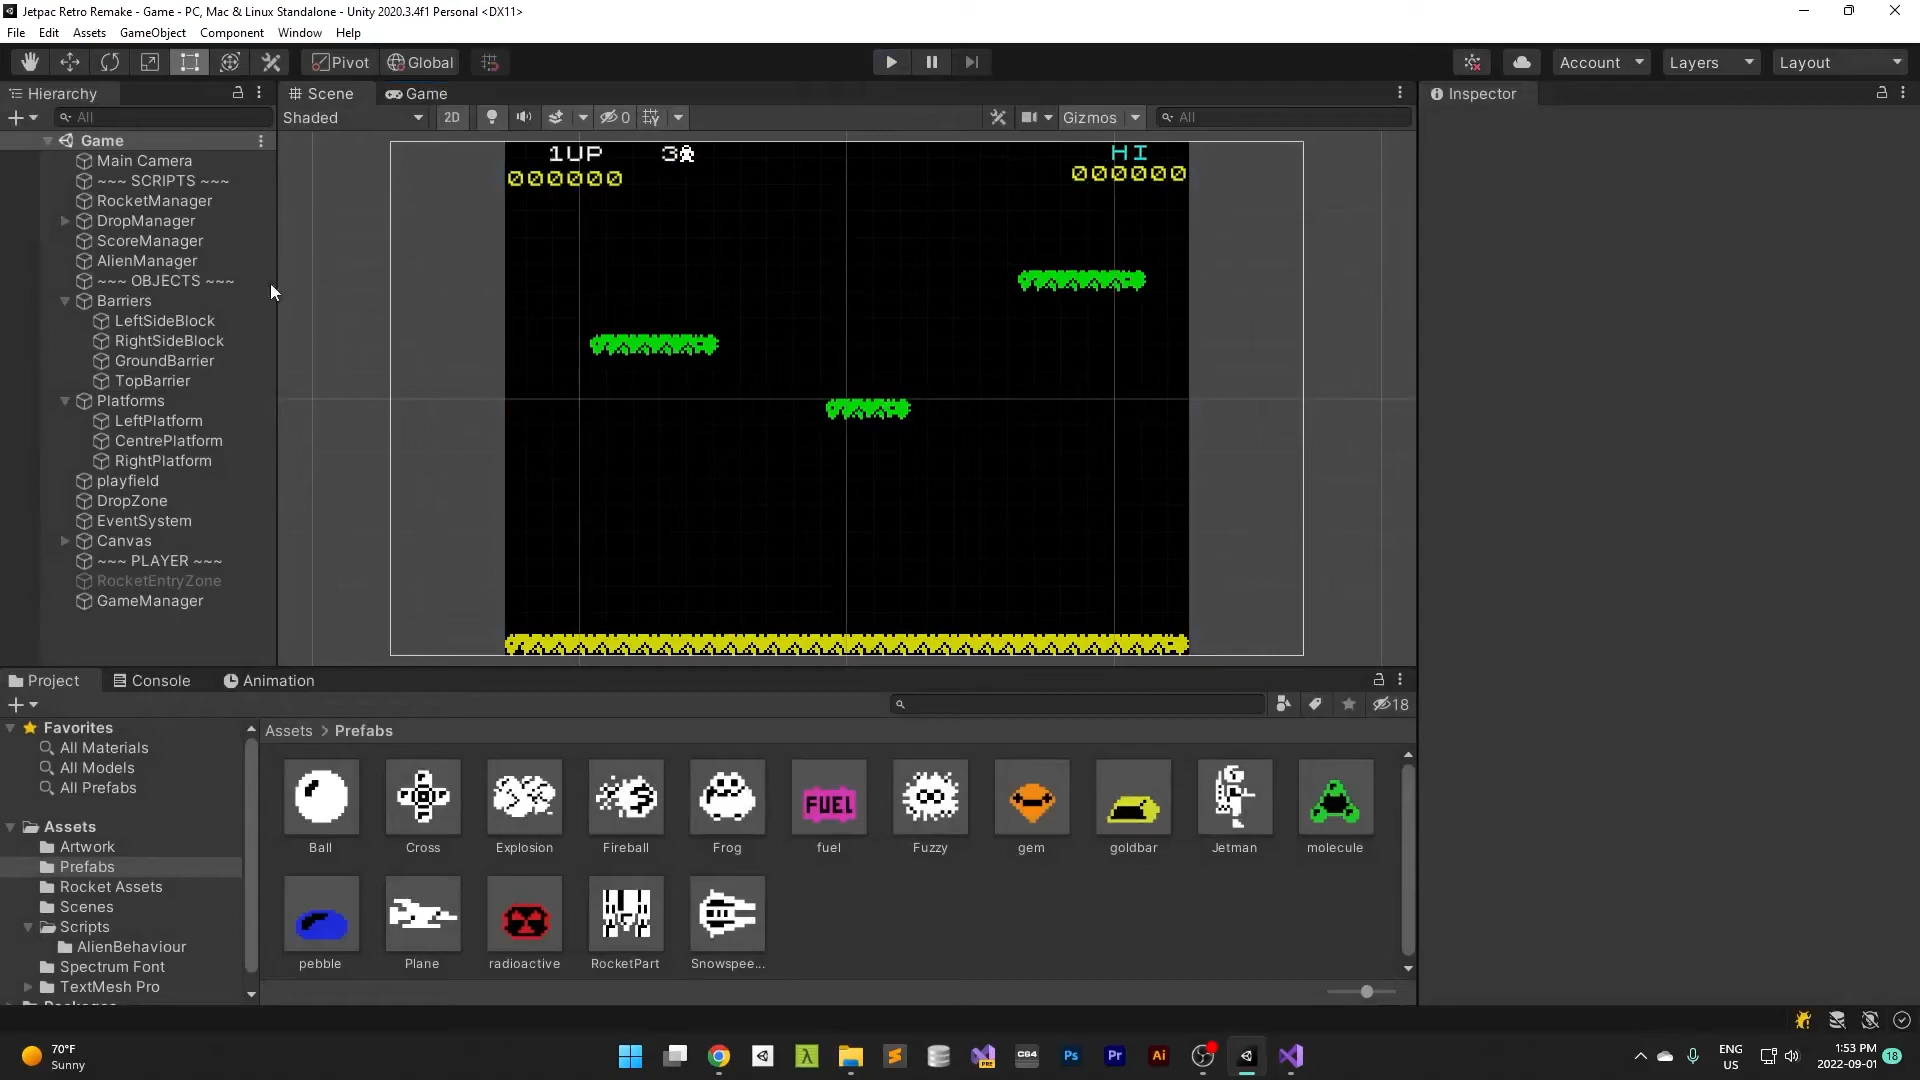 Jetpac Retro Remake - Game - PC, Mac & Linux Standalone - Unity 2020.3.4f1 Personal <DX11>
File Edit Assets GameObject Component Window Help
Pivot Global Account Layers Layout
Hierarchy
Scene Game
Inspector
All
Shaded 2D 0 Gizmos All
Game
Main Camera
~~~ SCRIPTS ~~~
RocketManager
DropManager
ScoreManager
AlienManager
~~~ OBJECTS ~~~
Barriers
LeftSideBlock
RightSideBlock
GroundBarrier
TopBarrier
Platforms
LeftPlatform
CentrePlatform
RightPlatform
playfield
DropZone
EventSystem
Canvas
~~~ PLAYER ~~~
RocketEntryZone
GameManager
1UP 3 HI
000000 000000
Project Console Animation
18
Favorites
All Materials
All Models
All Prefabs
Assets
Artwork
Prefabs
Rocket Assets
Scenes
Scripts
AlienBehaviour
Spectrum Font
TextMesh Pro
Assets > Prefabs
FUEL
Ball Cross Explosion Fireball Frog fuel Fuzzy gem goldbar Jetman molecule
pebble Plane radioactive RocketPart Snowspee...
70°F
Sunny
PRE
C64
Ps
Pr
Ai
ENG
US
1:53 PM
2022-09-01
18